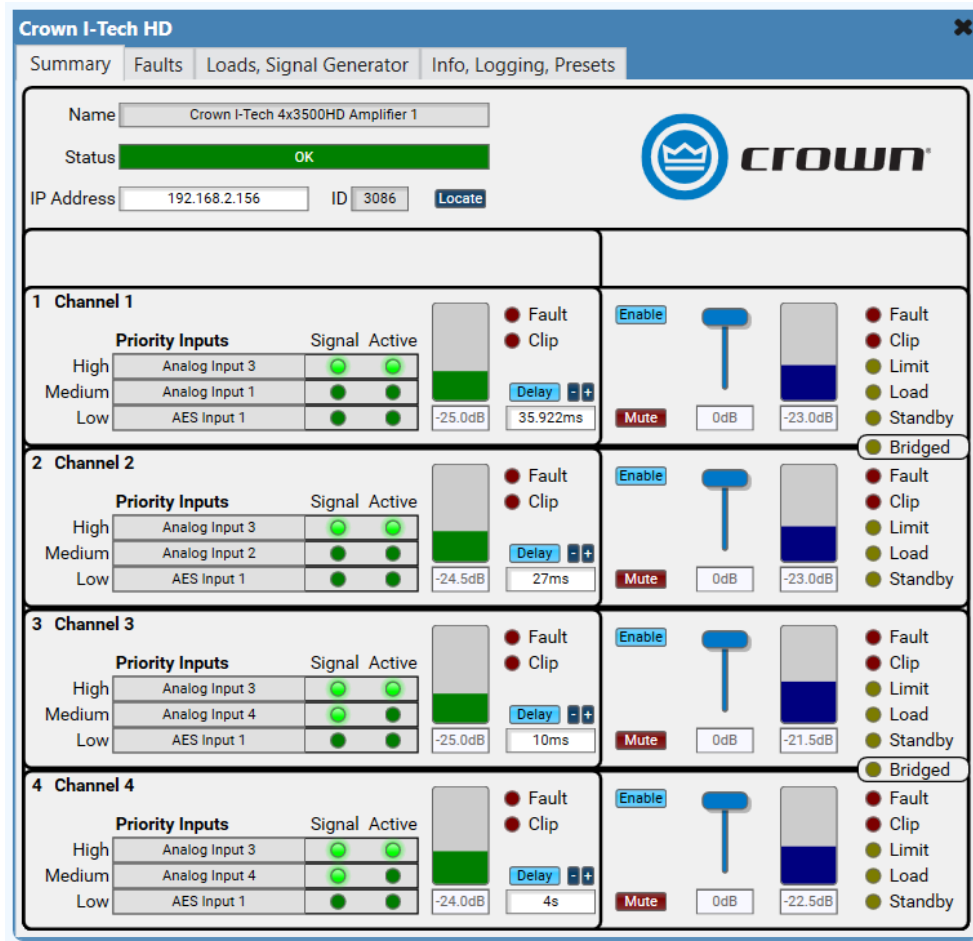 Crown I-Tech HD
Summary Faults Loads, Signal Generator Info, Logging, Presets
Name Crown I-Tech 4x3500HD Amplifier 1
Status OK
IP Address 192.168.2.156 ID 3086 Locate
crown
1 Channel 1
Fault Enable Fault
Priority Inputs Signal Active Clip Clip
High Analog Input 3 Limit
Medium Analog Input 1 Delay - + Load
Low AES Input 1 -25.0dB 35.922ms Mute 0dB -23.0dB Standby
Bridged
2 Channel 2
Fault Enable Fault
Priority Inputs Signal Active Clip Clip
High Analog Input 3 Limit
Medium Analog Input 2 Delay - + Load
Low AES Input 1 -24.5dB 27ms Mute 0dB -23.0dB Standby
3 Channel 3
Fault Enable Fault
Priority Inputs Signal Active Clip Clip
High Analog Input 3 Limit
Medium Analog Input 4 Delay - + Load
Low AES Input 1 -25.0dB 10ms Mute 0dB -21.5dB Standby
Bridged
4 Channel 4
Fault Enable Fault
Priority Inputs Signal Active Clip Clip
High Analog Input 3 Limit
Medium Analog Input 4 Delay - + Load
Low AES Input 1 -24.0dB 4s Mute 0dB -22.5dB Standby